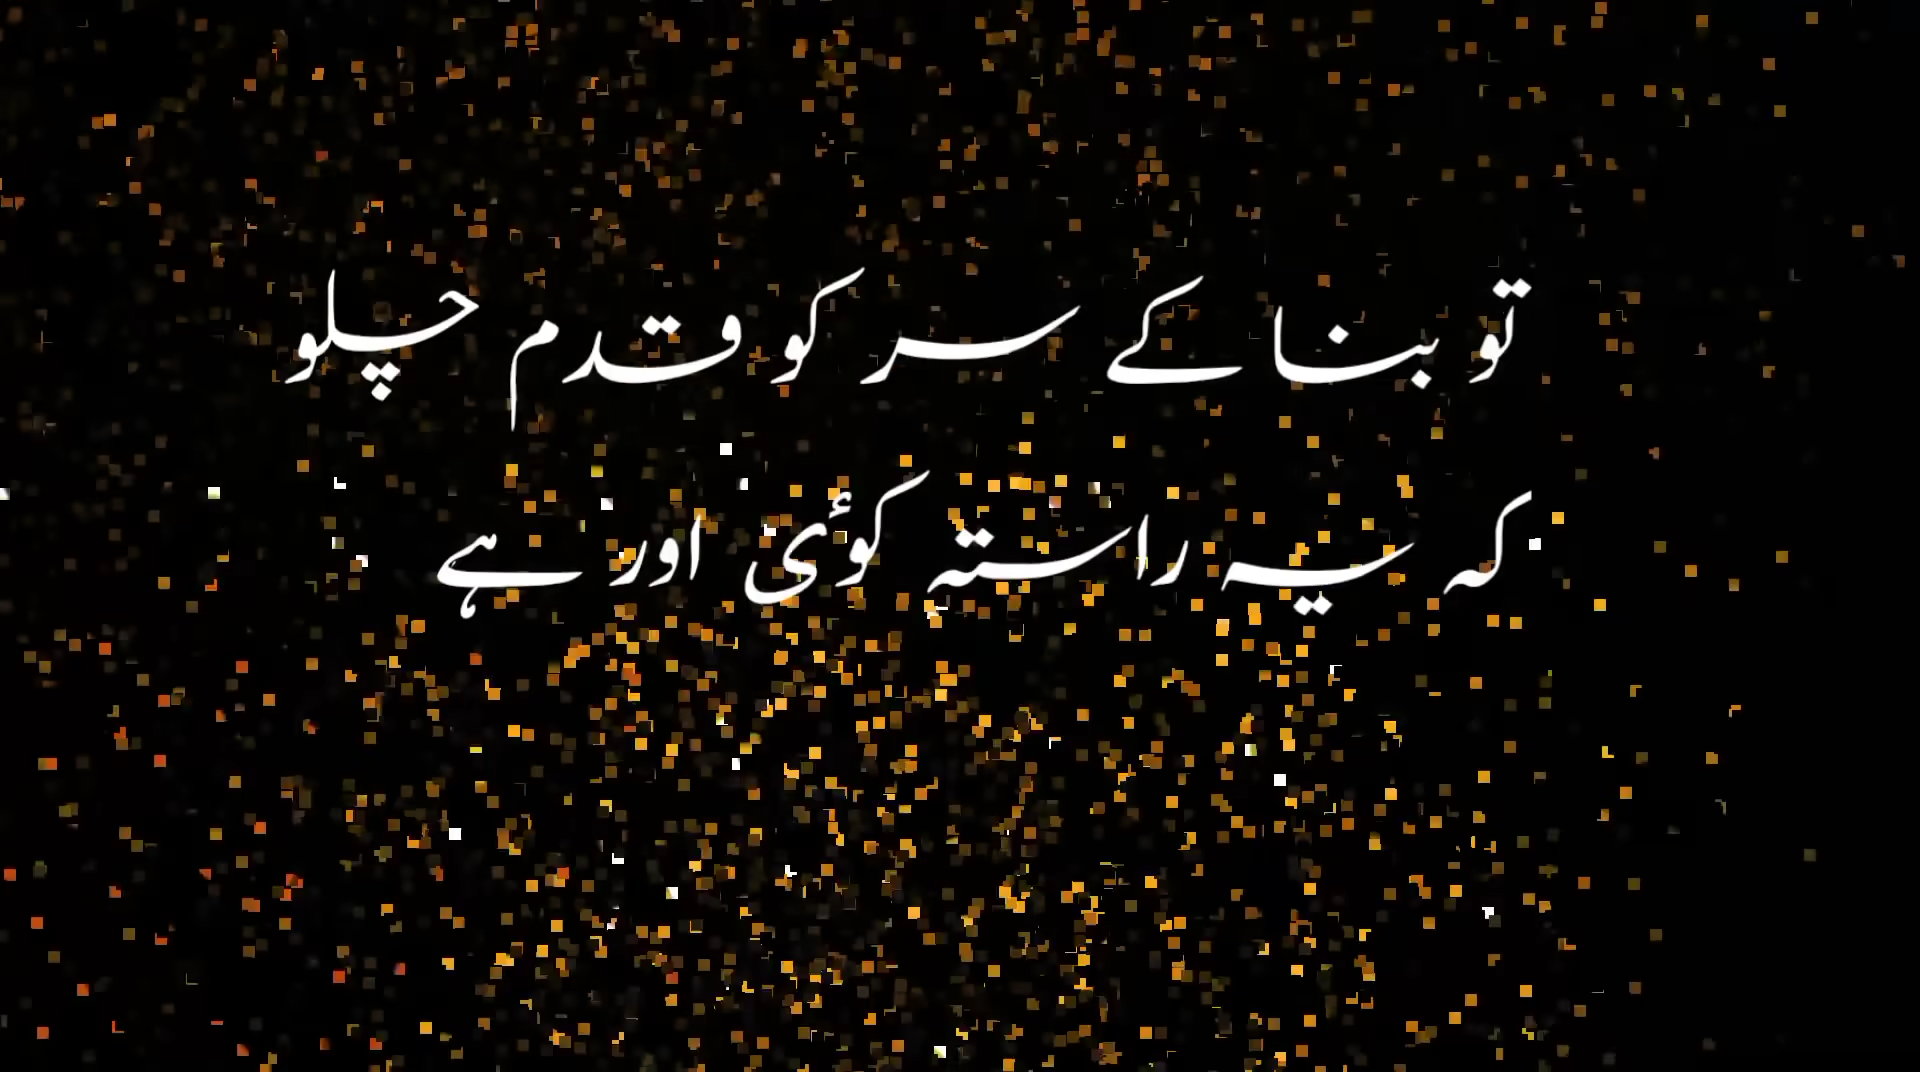 تو بنا کے سر کو قدم چلو
کہ یہ راستہ کوئی اور ہے